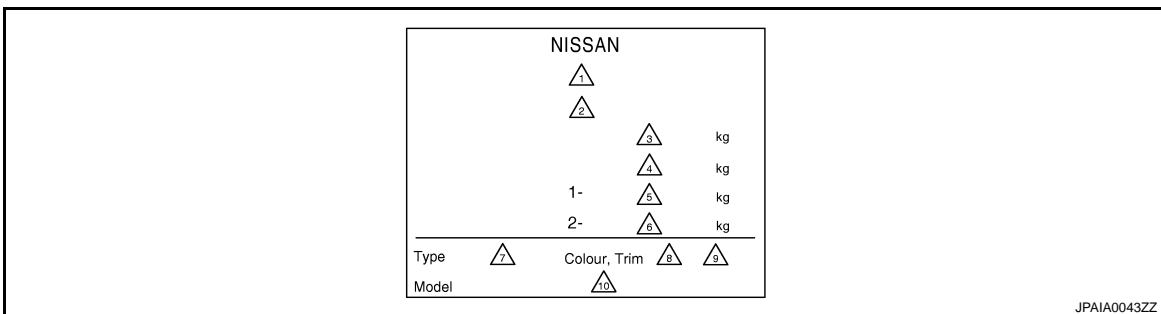 NISSAN
1
2
3 kg
4 kg
1- 5 kg
2- 6 kg
Type 7 Colour, Trim 8 9
Model 10
JPAIA0043ZZ